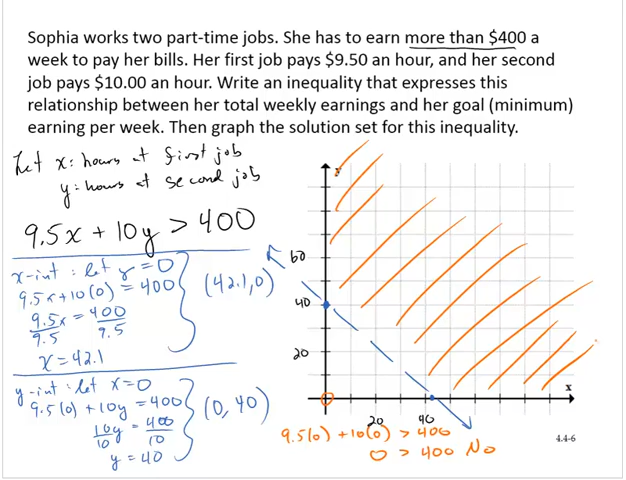 Sophia works two part-time jobs. She has to earn more than $400 a
week to pay her bills. Her first job pays $9.50 an hour, and her second
job pays $10.00 an hour. Write an inequality that expresses this
relationship between her total weekly earnings and her goal (minimum)
earning per week. Then graph the solution set for this inequality.
Let x: hours at first job
y: hours at second job
9.5x + 10y > 400
x-int: let y = 0
9.5x + 10(0) = 400
9.5x = 400
9.5 9.5
x = 42.1
(42.1, 0)
y-int: let x = 0
9.5(0) + 10y = 400
10y = 400
10 10
y = 40
(0, 40)
y
60
40
20
x
20 40
9.5(0) + 10(0) > 400
0 > 400 No
4.4-6